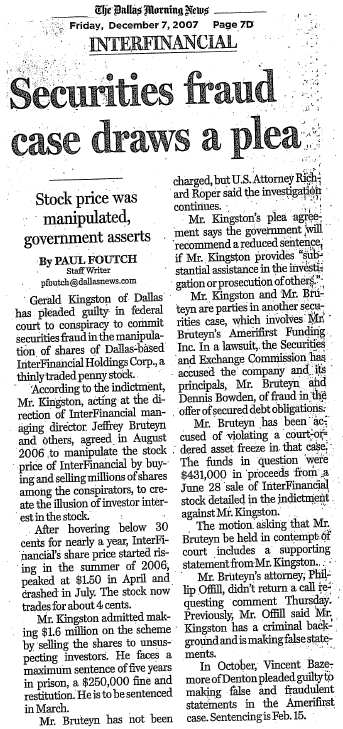 The Dallas Morning News
Friday, December 7, 2007 Page 7D
INTERFINANCIAL
Securities fraud
case draws a plea
Stock price was
manipulated,
government asserts
By PAUL FOUTCH
Staff Writer
pfoutch@dallasnews.com
Gerald Kingston of Dallas
has pleaded guilty in federal
court to conspiracy to commit
securities fraud in the manipula-
tion of shares of Dallas-based
InterFinancial Holdings Corp., a
thinly traded penny stock.
According to the indictment,
Mr. Kingston, acting at the di-
rection of InterFinancial man-
aging director Jeffrey Bruteyn
and others, agreed in August
2006 to manipulate the stock
price of InterFinancial by buy-
ing and selling millions of shares
among the conspirators, to cre-
ate the illusion of investor inter-
est in the stock.
After hovering below 30
cents for nearly a year, InterFi-
nancial's share price started ris-
ing in the summer of 2006,
peaked at $1.50 in April and
crashed in July. The stock now
trades for about 4 cents.
Mr. Kingston admitted mak-
ing $1.6 million on the scheme
by selling the shares to unsus-
pecting investors. He faces a
maximum sentence of five years
in prison, a $250,000 fine and
restitution. He is to be sentenced
in March.
Mr. Bruteyn has not been
charged, but U.S. Attorney Rich-
ard Roper said the investigation
continues.
Mr. Kingston's plea agree-
ment says the government will
recommend a reduced sentence,
if Mr. Kingston provides "sub-
stantial assistance in the investi-
gation or prosecution of others."
Mr. Kingston and Mr. Bru-
teyn are parties in another secu-
rities case, which involves Mr.
Bruteyn's Amerifirst Funding
Inc. In a lawsuit, the Securities
and Exchange Commission has
accused the company and its
principals, Mr. Bruteyn and
Dennis Bowden, of fraud in the
offer of secured debt obligations.
Mr. Bruteyn has been ac-
cused of violating a court-or-
dered asset freeze in that case.
The funds in question were
$431,000 in proceeds from a
June 28 sale of InterFinancial
stock detailed in the indictment
against Mr. Kingston.
The motion asking that Mr.
Bruteyn be held in contempt of
court includes a supporting
statement from Mr. Kingston.
Mr. Bruteyn's attorney, Phil-
lip Offill, didn't return a call re-
questing comment Thursday.
Previously, Mr. Offill said Mr.
Kingston has a criminal back-
ground and is making false state-
ments.
In October, Vincent Baze-
more of Denton pleaded guilty to
making false and fraudulent
statements in the Amerifirst
case. Sentencing is Feb. 15.